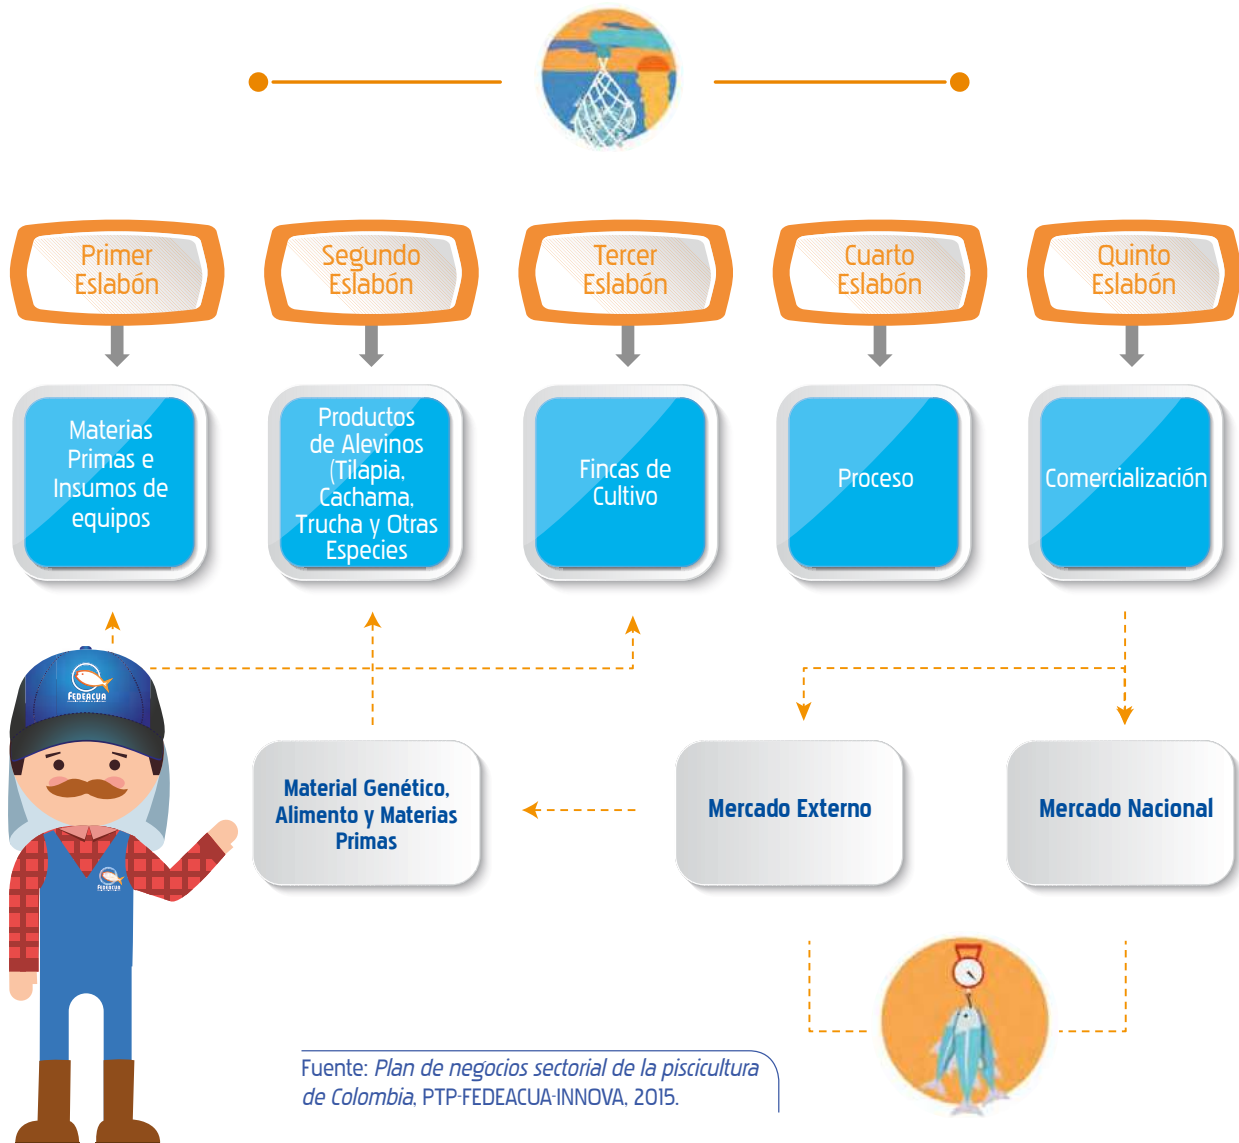 Primer
Eslabón
Segundo
Eslabón
Tercer
Eslabón
Cuarto
Eslabón
Quinto
Eslabón
Materias
Primas e
Insumos de
equipos
Productos
de Alevinos
(Tilapia,
Cachama,
Trucha y Otras
Especies
Fincas de
Cultivo
Proceso
Comercialización
FEDEACUA
Material Genético,
Alimento y Materias
Primas
Mercado Externo
Mercado Nacional
FEDEACUA
Fuente: Plan de negocios sectorial de la piscicultura
de Colombia, PTP-FEDEACUA-INNOVA, 2015.